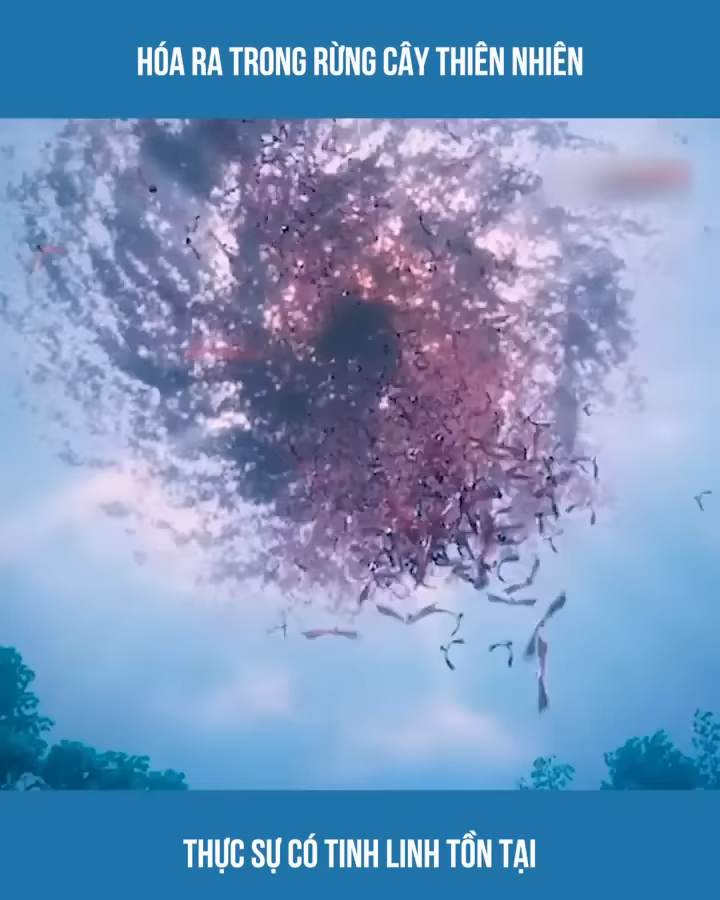 HÓA RA TRONG RỪNG CÂY THIÊN NHIÊN
THỰC SỰ CÓ TINH LINH TỒN TẠI